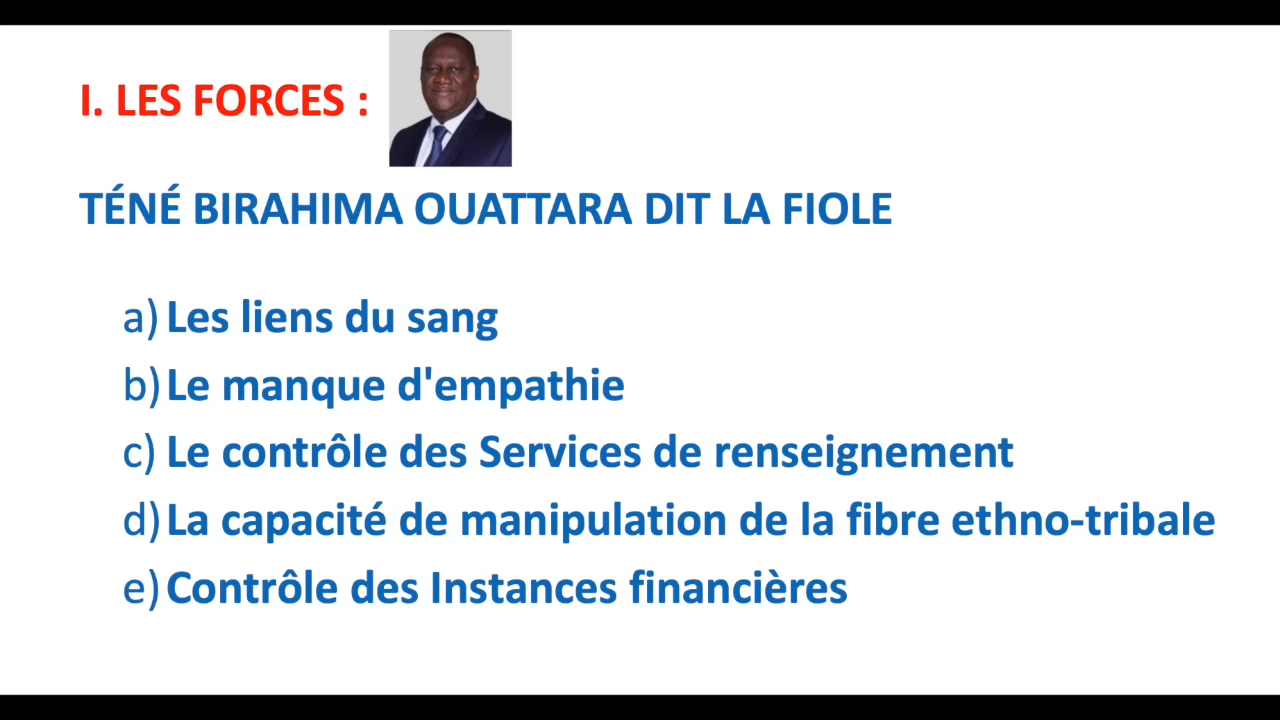 I. LES FORCES :
TÉNÉ BIRAHIMA OUATTARA DIT LA FIOLE
a) Les liens du sang
b) Le manque d'empathie
c) Le contrôle des Services de renseignement
d) La capacité de manipulation de la fibre ethno-tribale
e) Contrôle des Instances financières